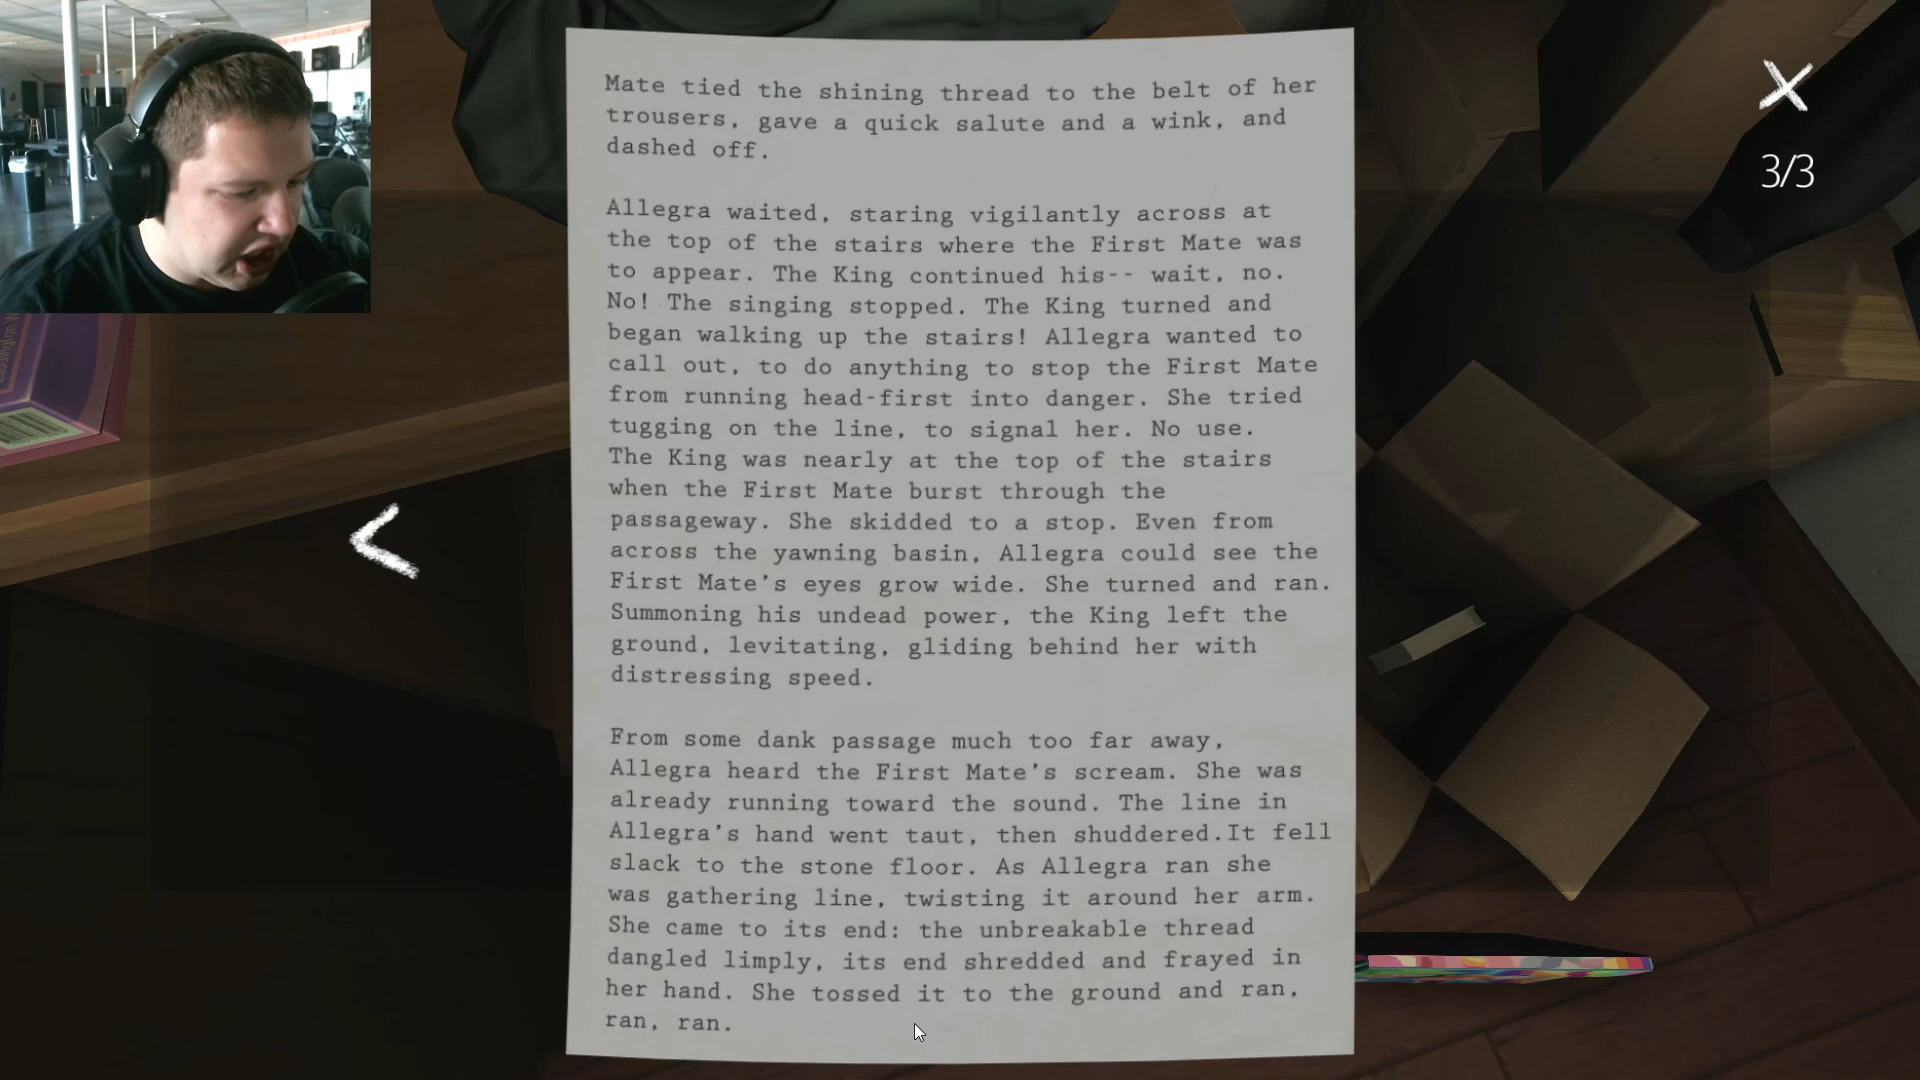 Mate tied the shining thread to the belt of her
trousers, gave a quick salute and a wink, and
dashed off.
Allegra waited, staring vigilantly across at
the top of the stairs where the First Mate was
to appear. The King continued his-- wait, no.
No! The singing stopped. The King turned and
began walking up the stairs! Allegra wanted to
call out, to do anything to stop the First Mate
from running head-first into danger. She tried
tugging on the line, to signal her. No use.
The King was nearly at the top of the stairs
when the First Mate burst through the
passageway. She skidded to a stop. Even from
across the yawning basin, Allegra could see the
First Mate's eyes grow wide. She turned and ran.
Summoning his undead power, the King left the
ground, levitating, gliding behind her with
distressing speed.
From some dank passage much too far away,
Allegra heard the First Mate's scream. She was
already running toward the sound. The line in
Allegra's hand went taut, then shuddered.It fell
slack to the stone floor. As Allegra ran she
was gathering line, twisting it around her arm.
She came to its end: the unbreakable thread
dangled limply, its end shredded and frayed in
her hand. She tossed it to the ground and ran,
ran, ran.
3/3